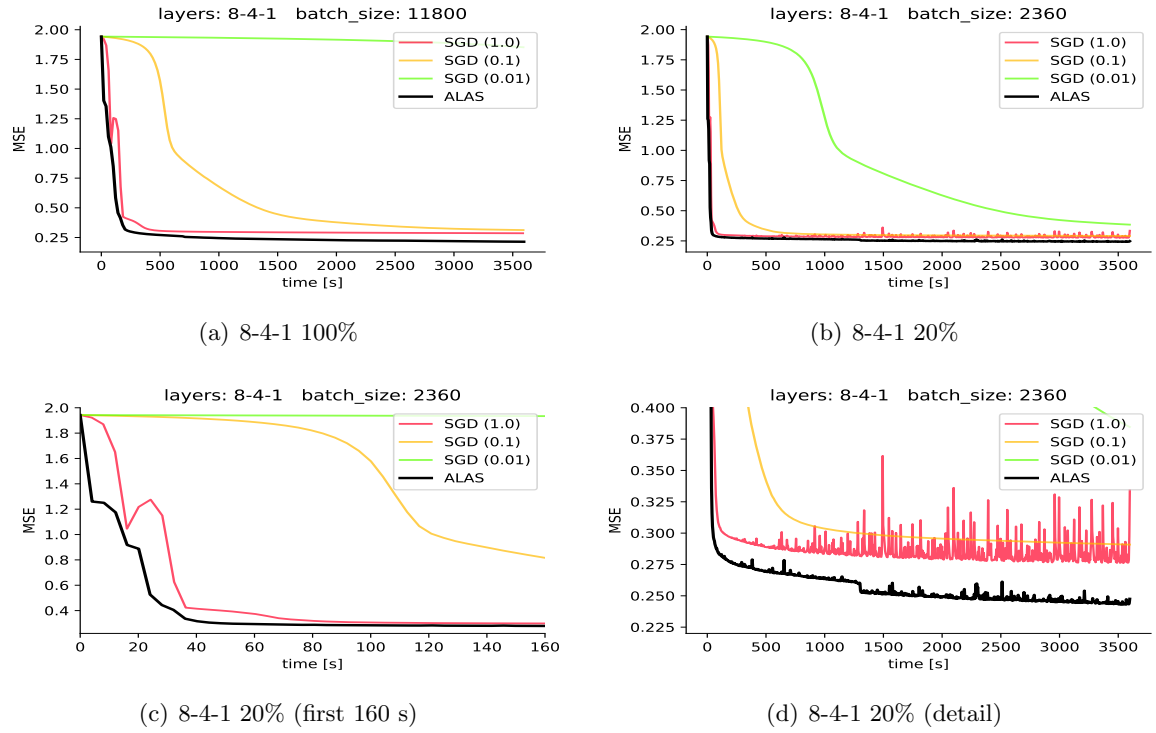 layers: 8-4-1 batch_size: 11800
2.00
1.75
1.50
1.25
1.00
0.75
0.50
0.25
MSE
SGD (1.0)
SGD (0.1)
SGD (0.01)
ALAS
0 500 1000 1500 2000 2500 3000 3500
time [s]
(a) 8-4-1 100%
layers: 8-4-1 batch_size: 2360
2.00
1.75
1.50
1.25
1.00
0.75
0.50
0.25
MSE
SGD (1.0)
SGD (0.1)
SGD (0.01)
ALAS
0 500 1000 1500 2000 2500 3000 3500
time [s]
(b) 8-4-1 20%
layers: 8-4-1 batch_size: 2360
2.0
1.8
1.6
1.4
1.2
1.0
0.8
0.6
0.4
MSE
SGD (1.0)
SGD (0.1)
SGD (0.01)
ALAS
0 20 40 60 80 100 120 140 160
time [s]
(c) 8-4-1 20% (first 160 s)
layers: 8-4-1 batch_size: 2360
0.400
0.375
0.350
0.325
0.300
0.275
0.250
0.225
MSE
SGD (1.0)
SGD (0.1)
SGD (0.01)
ALAS
0 500 1000 1500 2000 2500 3000 3500
time [s]
(d) 8-4-1 20% (detail)